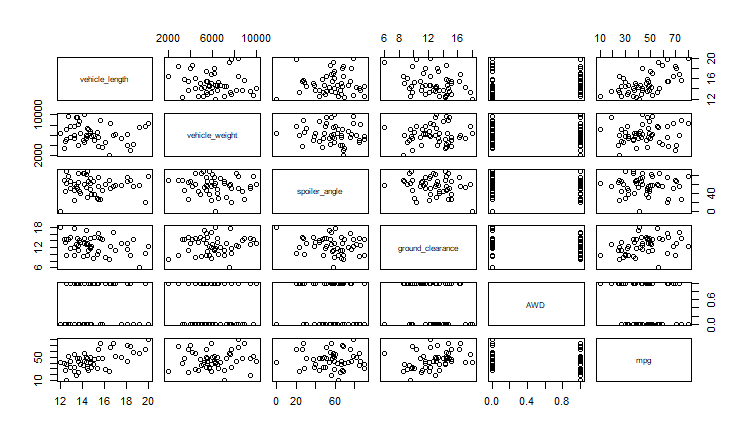 2000 6000 10000 6 8 12 16 10 30 50 70
vehicle_length
12 16 20
2000 10000
vehicle_weight
spoiler_angle
0 40
6 12 18
ground_clearance
AWD
0.0 0.6
10 50
mpg
12 14 16 18 20 0 20 60 0.0 0.4 0.8